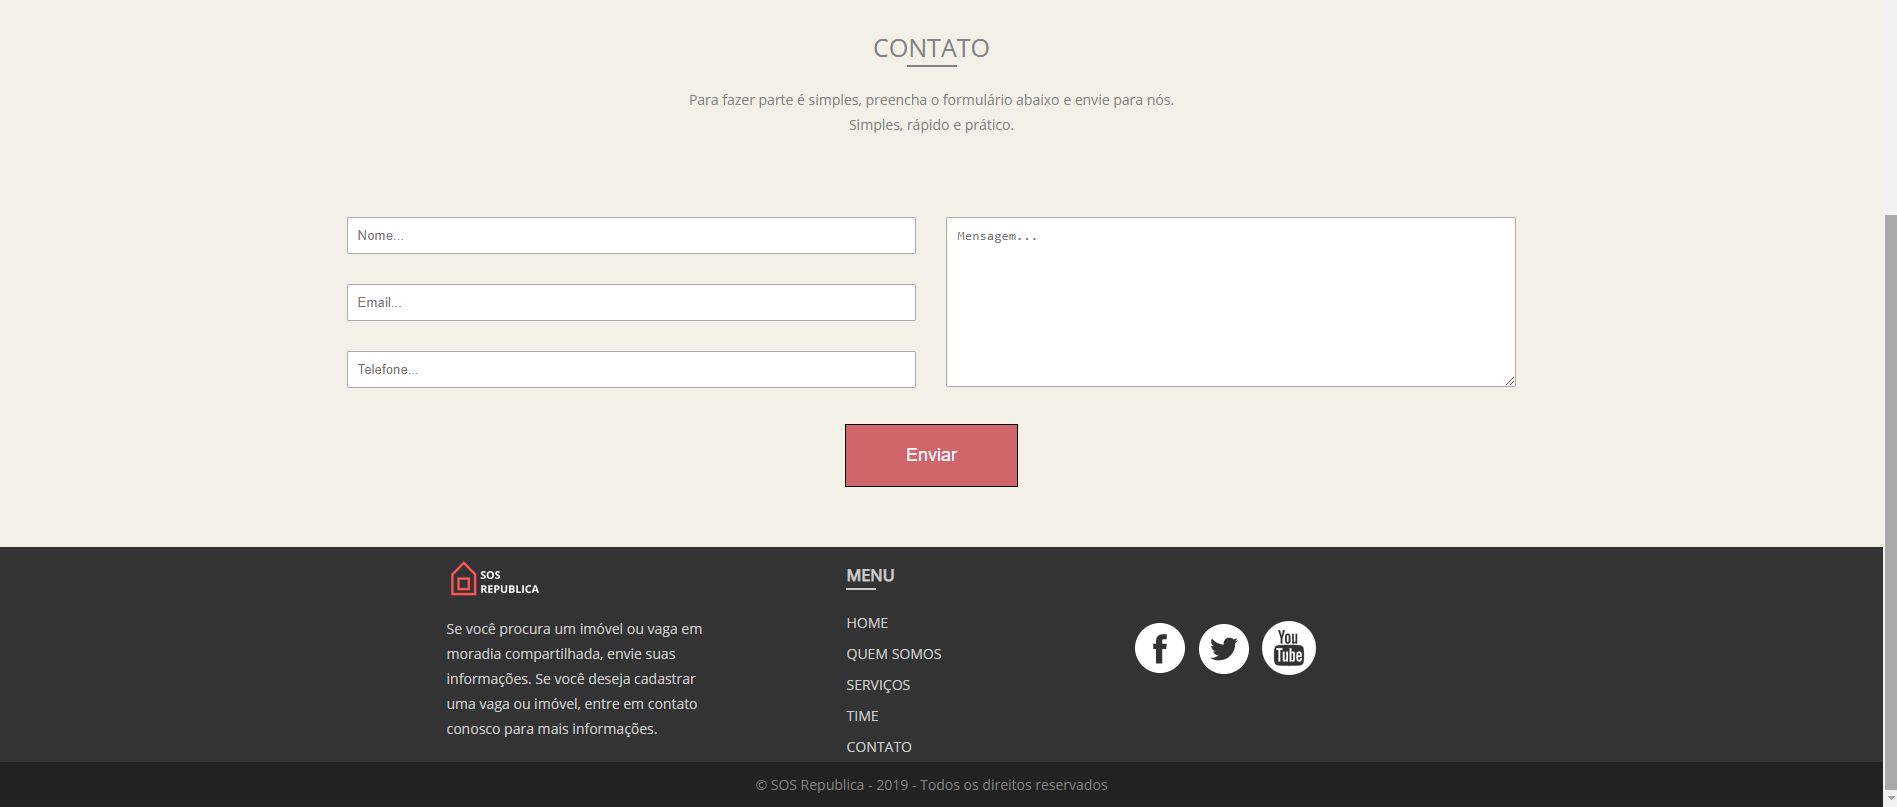 CONTATO
Para fazer parte é simples, preencha o formulário abaixo e envie para nós.
Simples, rápido e prático.
Nome...
Email...
Telefone...
Mensagem...
Enviar
SOS
REPUBLICA
Se você procura um imóvel ou vaga em
moradia compartilhada, envie suas
informações. Se você deseja cadastrar
uma vaga ou imóvel, entre em contato
conosco para mais informações.
MENU
HOME
QUEM SOMOS
SERVIÇOS
TIME
CONTATO
You
Tube
© SOS Republica - 2019 - Todos os direitos reservados